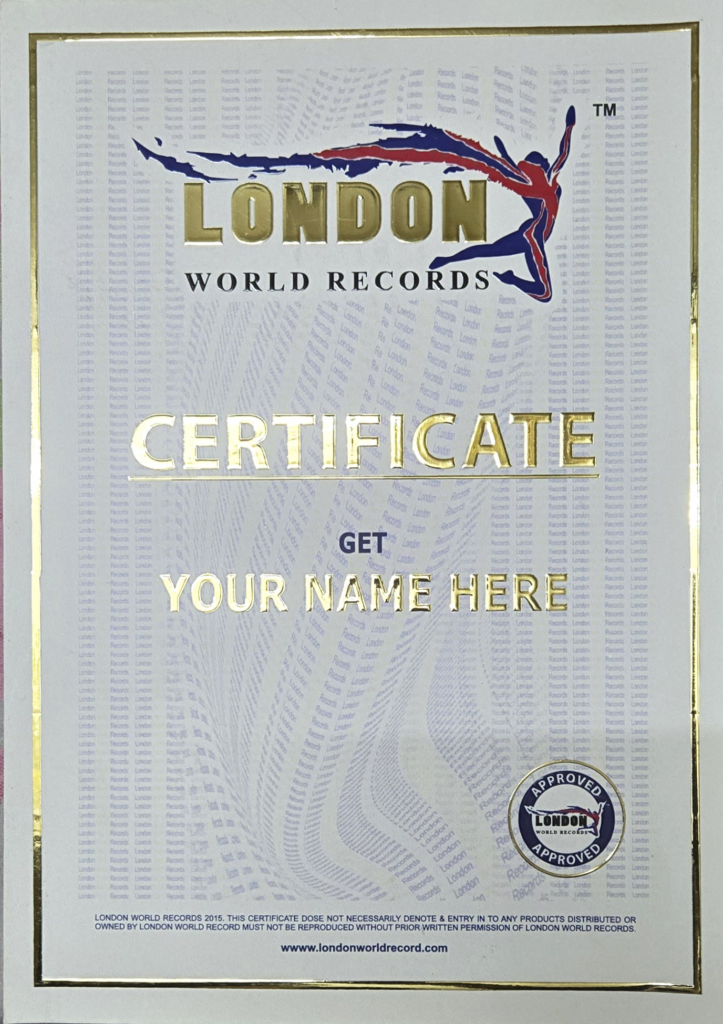 TM
LONDON
WORLD RECORDS
CERTIFICATE
GET
YOUR NAME HERE
APPROVED
LONDON
WORLD RECORDS
APPROVED
LONDON WORLD RECORDS 2015. THIS CERTIFICATE DOSE NOT NECESSARILY DENOTE & ENTRY IN TO ANY PRODUCTS DISTRIBUTED OR
OWNED BY LONDON WORLD RECORD MUST NOT BE REPRODUCED WITHOUT PRIOR WRITTEN PERMISSION OF LONDON WORLD RECORDS.
www.londonworldrecord.com